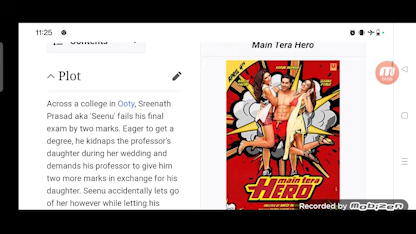 11:25
Contents
Main Tera Hero
Plot
Across a college in Ooty, Sreenath
Prasad aka 'Seenu' fails his final
exam by two marks. Eager to get a
degree, he kidnaps the professor's
daughter during her wedding and
demands his professor to give him
two more marks in exchange for his
daughter. Seenu accidentally lets go
of her however while letting his
APRIL 4TH
main tera
HERO
Recorded by MOBIZEN